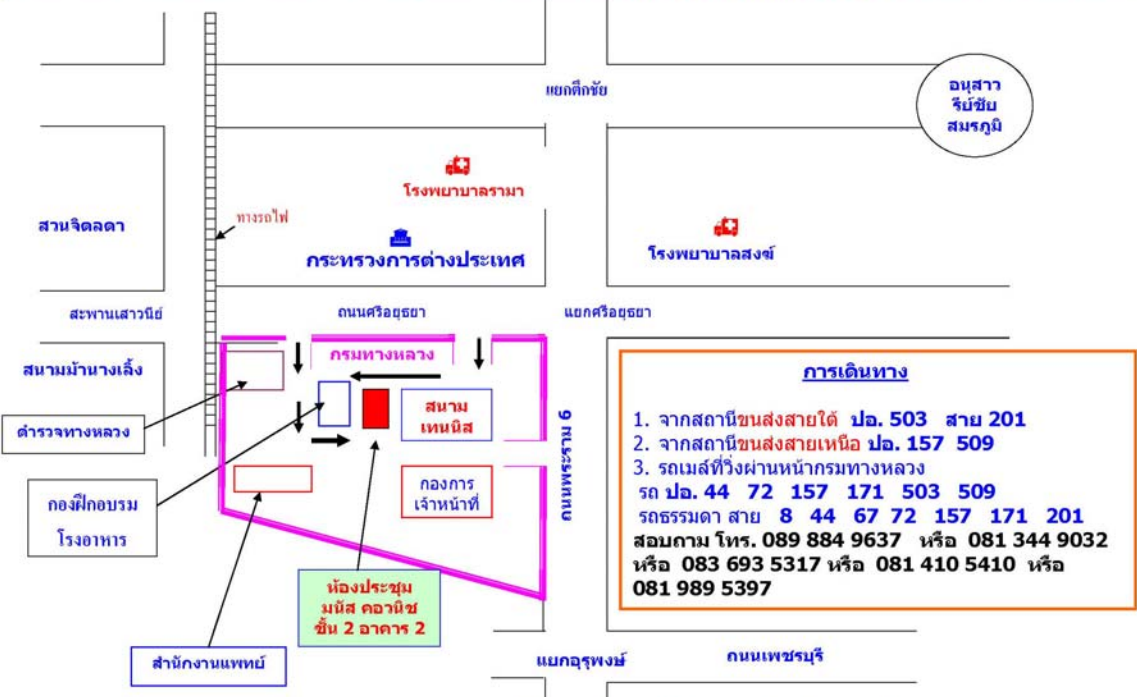 แยกตึกชัย
อนุสาว
รีย์ชัย
สมรภูมิ
โรงพยาบาลรามา
สวนจิตลดา
ทางรถไฟ
กระทรวงการต่างประเทศ
โรงพยาบาลสงฆ์
สะพานเสาวนีย์
ถนนศรีอยุธยา
แยกศรีอยุธยา
กรมทางหลวง
สนามม้านางเลิ้ง
ตำรวจทางหลวง
สนาม
เทนนิส
ถนนพระราม 6
กองการ
เจ้าหน้าที่
กองฝึกอบรม
โรงอาหาร
ห้องประชุม
มนัส คอวนิช
ชั้น 2 อาคาร 2
สำนักงานแพทย์
แยกอุรุพงษ์
ถนนเพชรบุรี
การเดินทาง
1. จากสถานีขนส่งสายใต้ ปอ. 503 สาย 201
2. จากสถานีขนส่งสายเหนือ ปอ. 157 509
3. รถเมล์ที่วิ่งผ่านหน้ากรมทางหลวง
รถ ปอ. 44 72 157 171 503 509
รถธรรมดา สาย 8 44 67 72 157 171 201
สอบถาม โทร. 089 884 9637 หรือ 081 344 9032
หรือ 083 693 5317 หรือ 081 410 5410 หรือ
081 989 5397